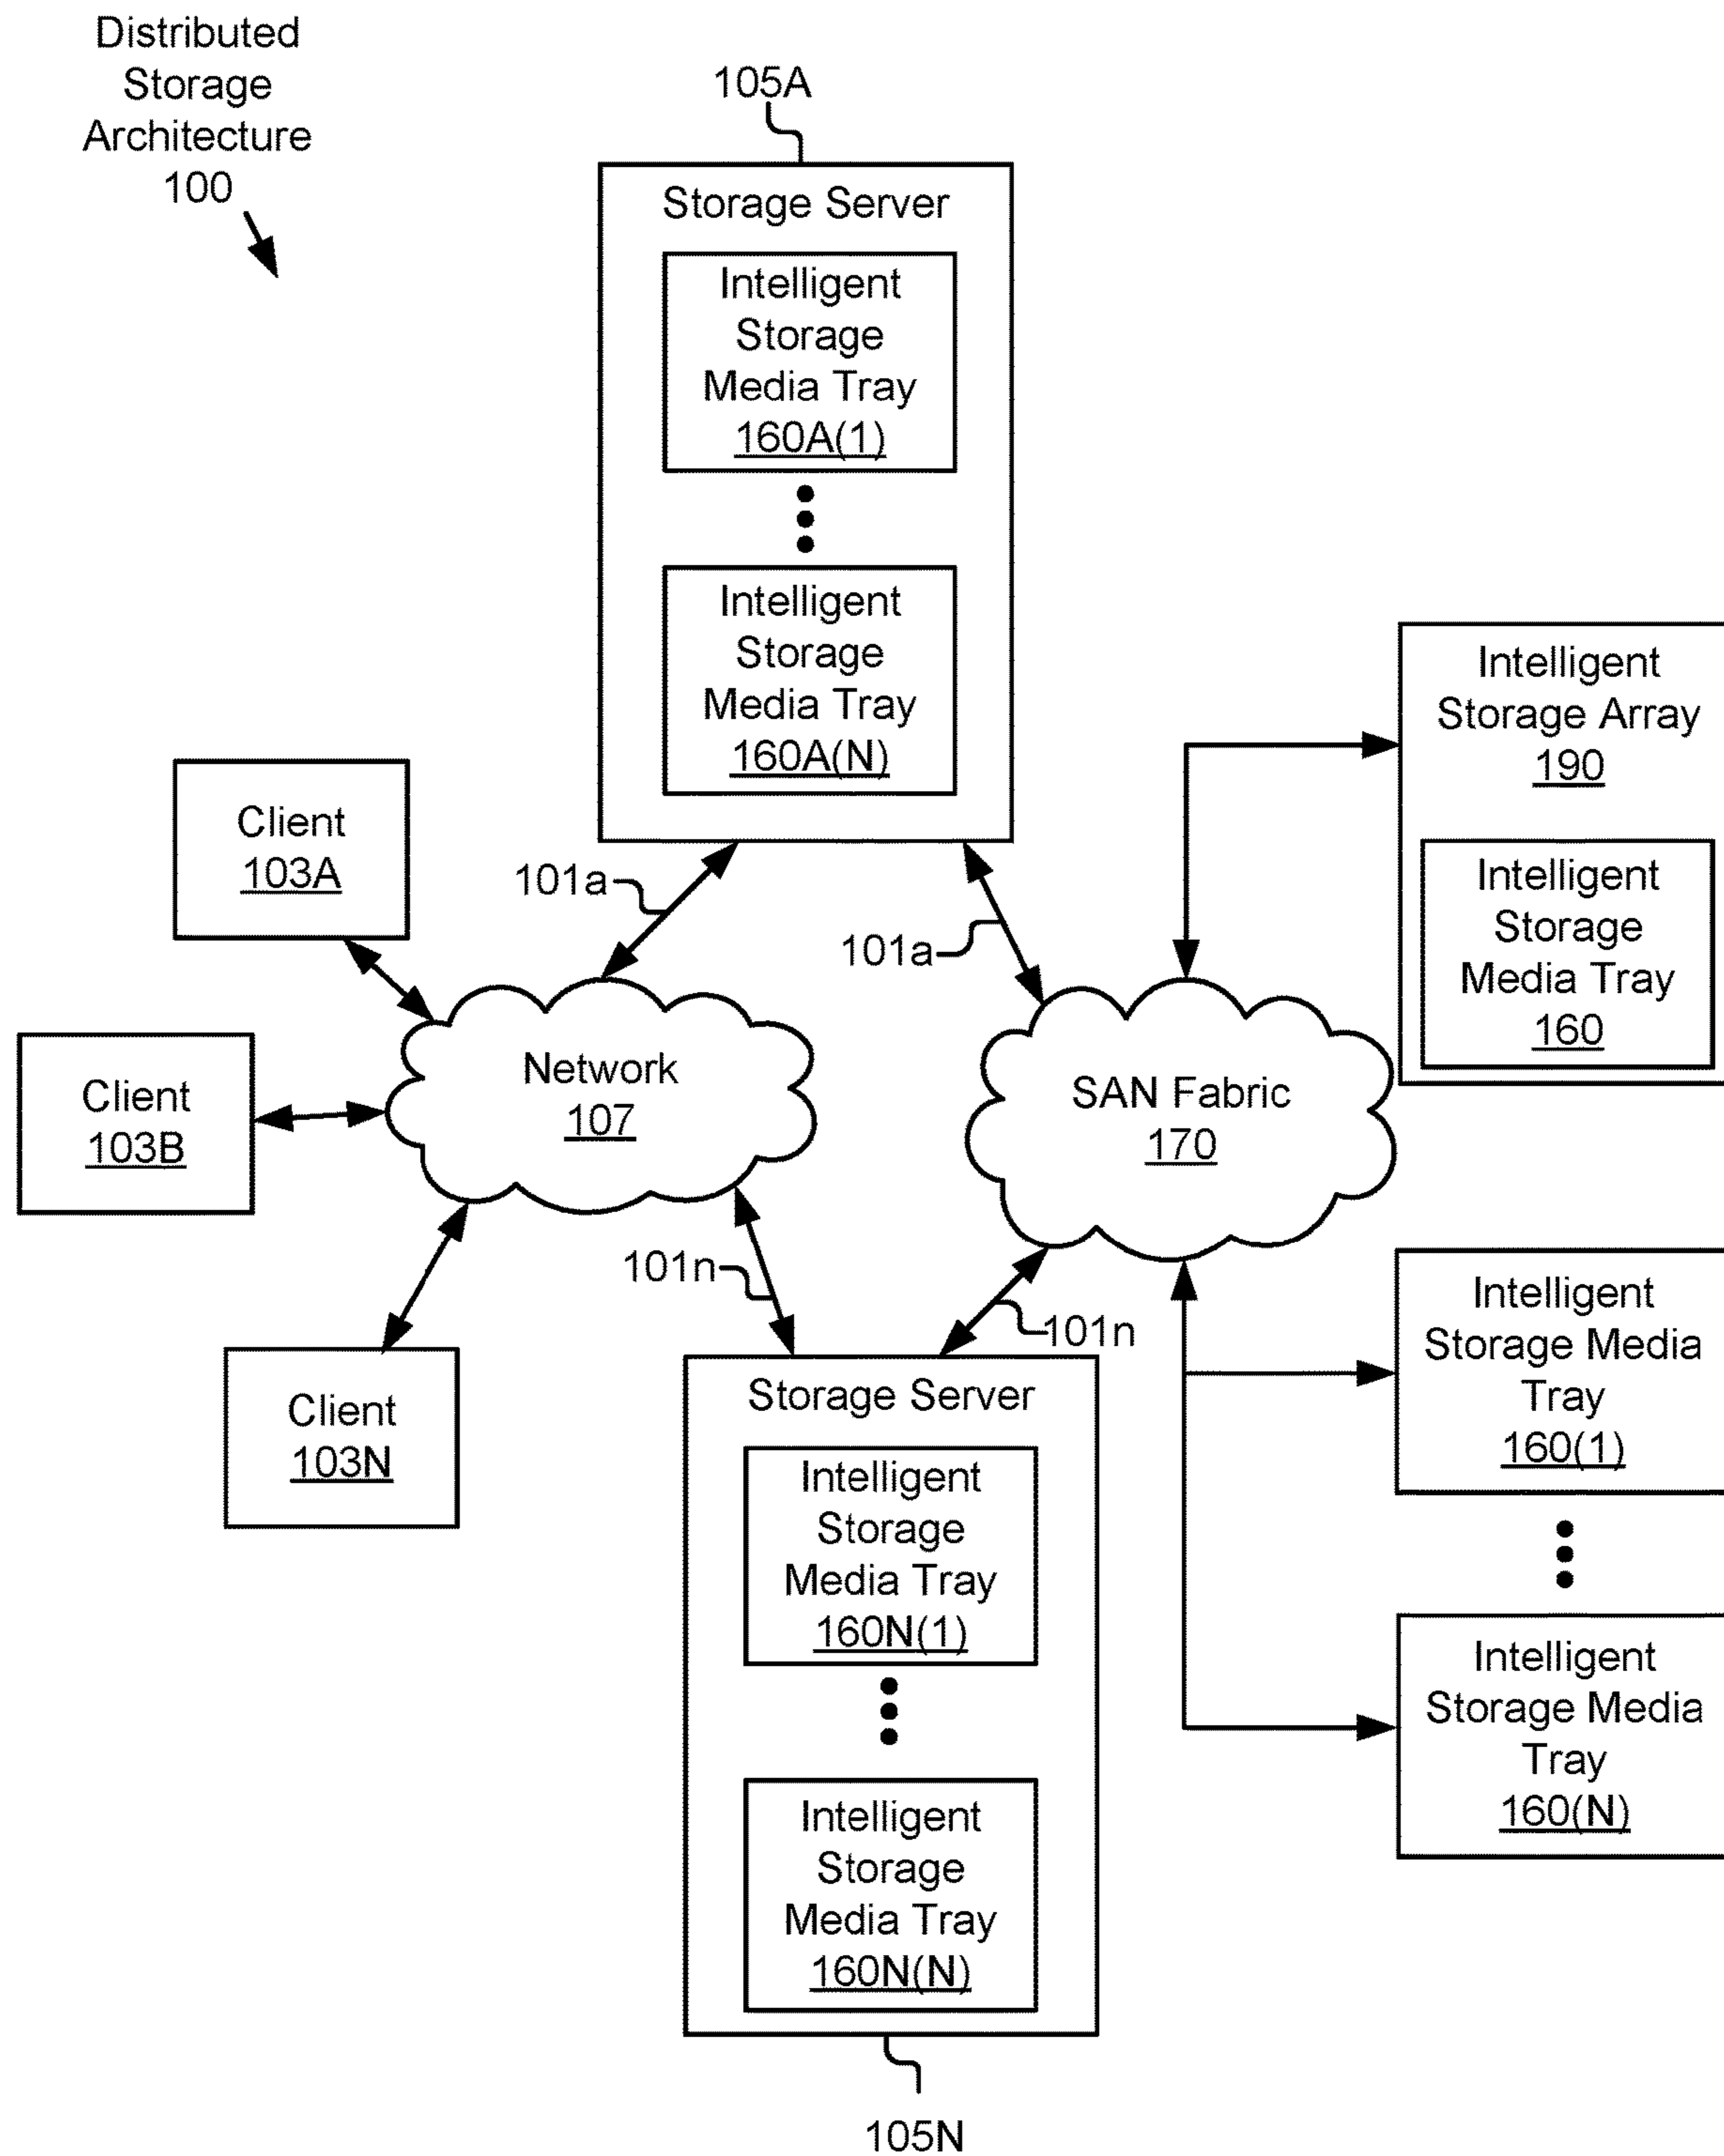 Distributed
Storage
Architecture
100
105A
Storage Server
Intelligent
Storage
Media Tray
160A(1)
Intelligent
Storage
Media Tray
160A(N)
Intelligent
Storage Array
190
Intelligent
Storage
Media Tray
160
Client
103A
101a
101a
Client
103B
Network
107
SAN Fabric
170
101n
101n
Client
103N
Storage Server
Intelligent
Storage
Media Tray
160N(1)
Intelligent
Storage
Media Tray
160N(N)
105N
Intelligent
Storage Media
Tray
160(1)
Intelligent
Storage Media
Tray
160(N)